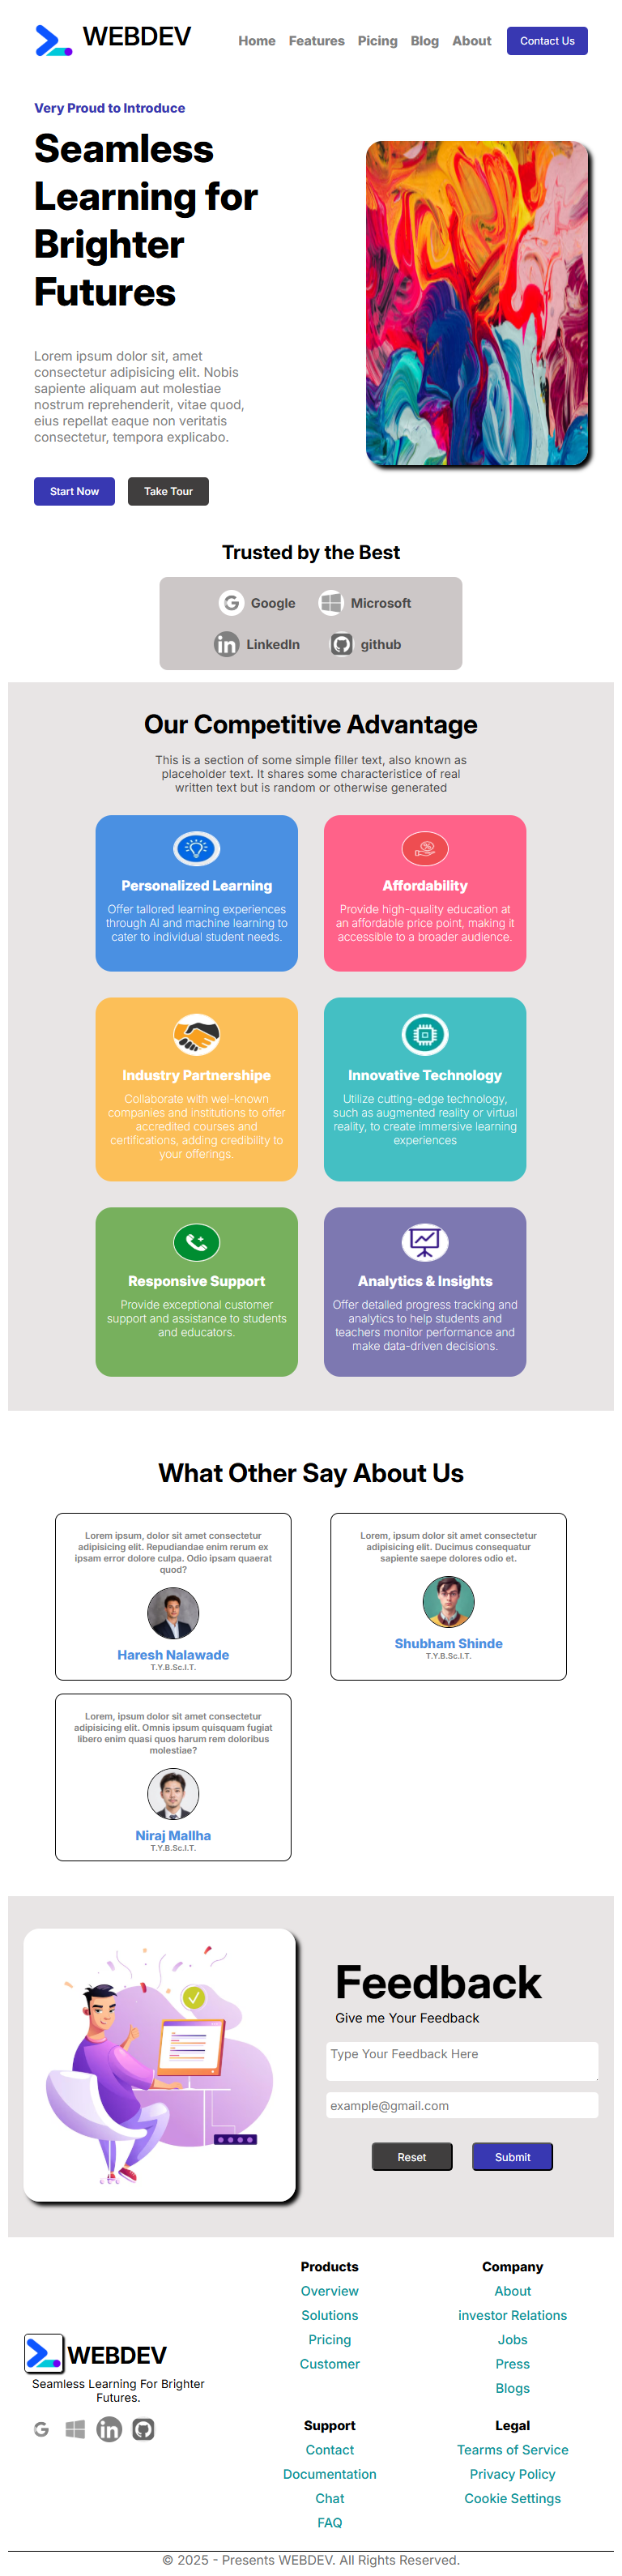 WEBDEV
Home Features Picing Blog About Contact Us
Very Proud to Introduce
Seamless
Learning for
Brighter
Futures
Lorem ipsum dolor sit, amet
consectetur adipisicing elit. Nobis
sapiente aliquam aut molestiae
nostrum reprehenderit, vitae quod,
eius repellat eaque non veritatis
consectetur, tempora explicabo.
Start Now Take Tour
Trusted by the Best
Google Microsoft
LinkedIn github
Our Competitive Advantage
This is a section of some simple filler text, also known as
placeholder text. It shares some characteristice of real
written text but is random or otherwise generated
Personalized Learning
Offer tallored learning experiences
through AI and machine learning to
cater to individual student needs.
Affordability
Provide high-quality education at
an affordable price point, making it
accessible to a broader audience.
Industry Partnershipe
Collaborate with wel-known
companies and institutions to offer
accredited courses and
certifications, adding credibility to
your offerings.
Innovative Technology
Utilize cutting-edge technology,
such as augmented reality or virtual
reality, to create immersive learning
experiences
Responsive Support
Provide exceptional customer
support and assistance to students
and educators.
Analytics & Insights
Offer detailed progress tracking and
analytics to help students and
teachers monitor performance and
make data-driven decisions.
What Other Say About Us
Lorem ipsum, dolor sit amet consectetur
adipisicing elit. Repudiandae enim rerum ex
ipsam error dolore culpa. Odio ipsam quaerat
quod?
Haresh Nalawade
T.Y.B.Sc.I.T.
Lorem, ipsum dolor sit amet consectetur
adipisicing elit. Ducimus consequatur
sapiente saepe dolores odio et.
Shubham Shinde
T.Y.B.Sc.I.T.
Lorem, ipsum dolor sit amet consectetur
adipisicing elit. Omnis ipsum quisquam fugiat
libero enim quasi quos harum rem doloribus
molestiae?
Niraj Mallha
T.Y.B.Sc.I.T.
Feedback
Give me Your Feedback
Type Your Feedback Here
example@gmail.com
Reset Submit
WEBDEV
Seamless Learning For Brighter
Futures.
Products
Overview
Solutions
Pricing
Customer
Company
About
investor Relations
Jobs
Press
Blogs
Support
Contact
Documentation
Chat
FAQ
Legal
Tearms of Service
Privacy Policy
Cookie Settings
© 2025 - Presents WEBDEV. All Rights Reserved.